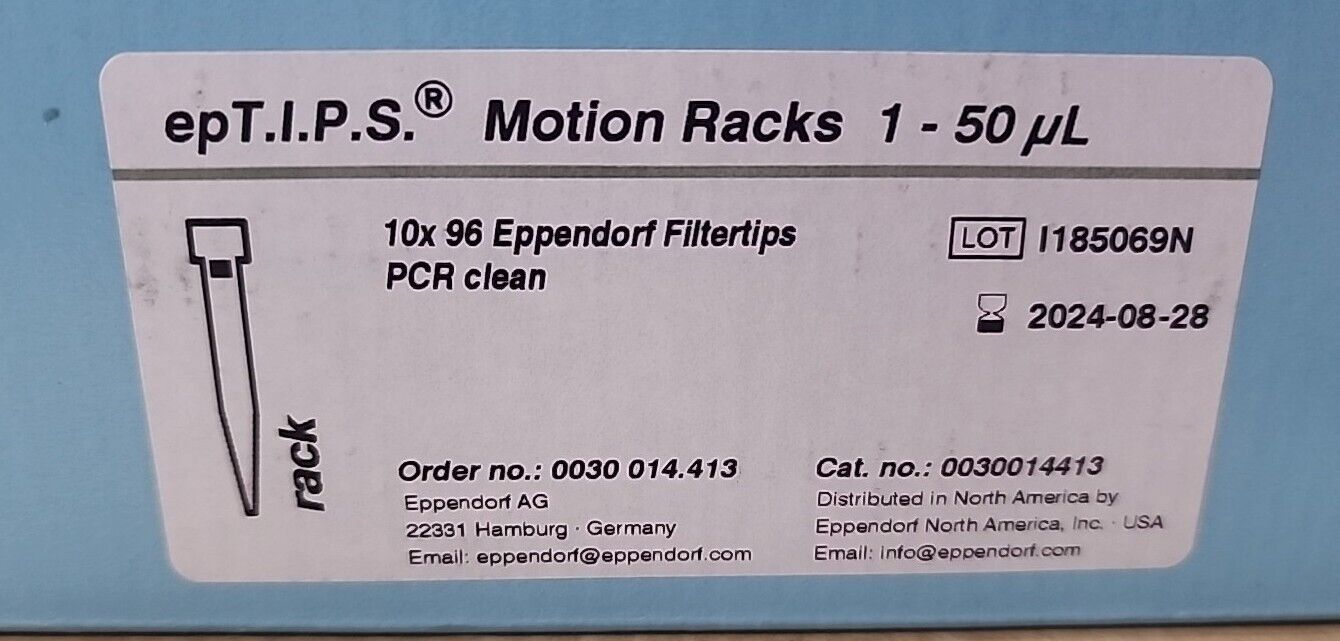 epT.I.P.S.® Motion Racks 1 - 50 µL
10x 96 Eppendorf Filtertips
PCR clean
LOT I185069N
2024-08-28
rack
Order no.: 0030 014.413
Eppendorf AG
22331 Hamburg · Germany
Email: eppendorf@eppendorf.com
Cat. no.: 0030014413
Distributed in North America by
Eppendorf North America, Inc. · USA
Email: info@eppendorf.com